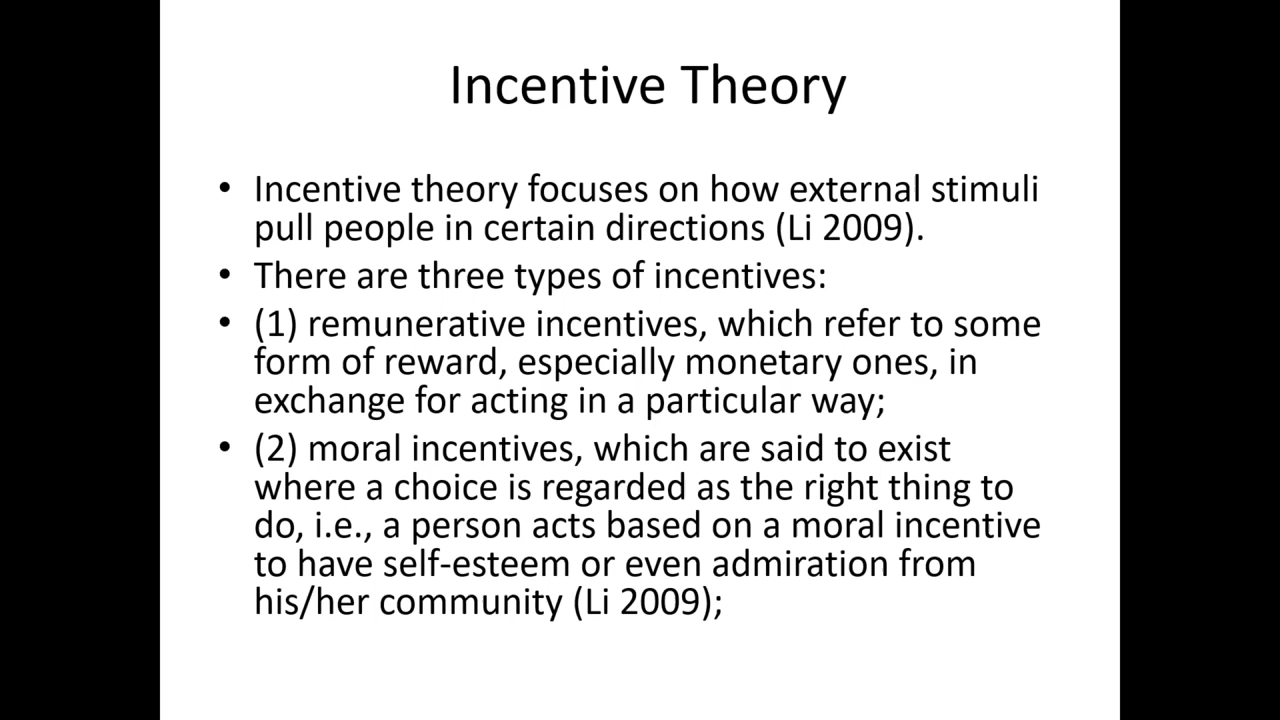 Incentive Theory
• Incentive theory focuses on how external stimuli
pull people in certain directions (Li 2009).
• There are three types of incentives:
• (1) remunerative incentives, which refer to some
form of reward, especially monetary ones, in
exchange for acting in a particular way;
• (2) moral incentives, which are said to exist
where a choice is regarded as the right thing to
do, i.e., a person acts based on a moral incentive
to have self-esteem or even admiration from
his/her community (Li 2009);